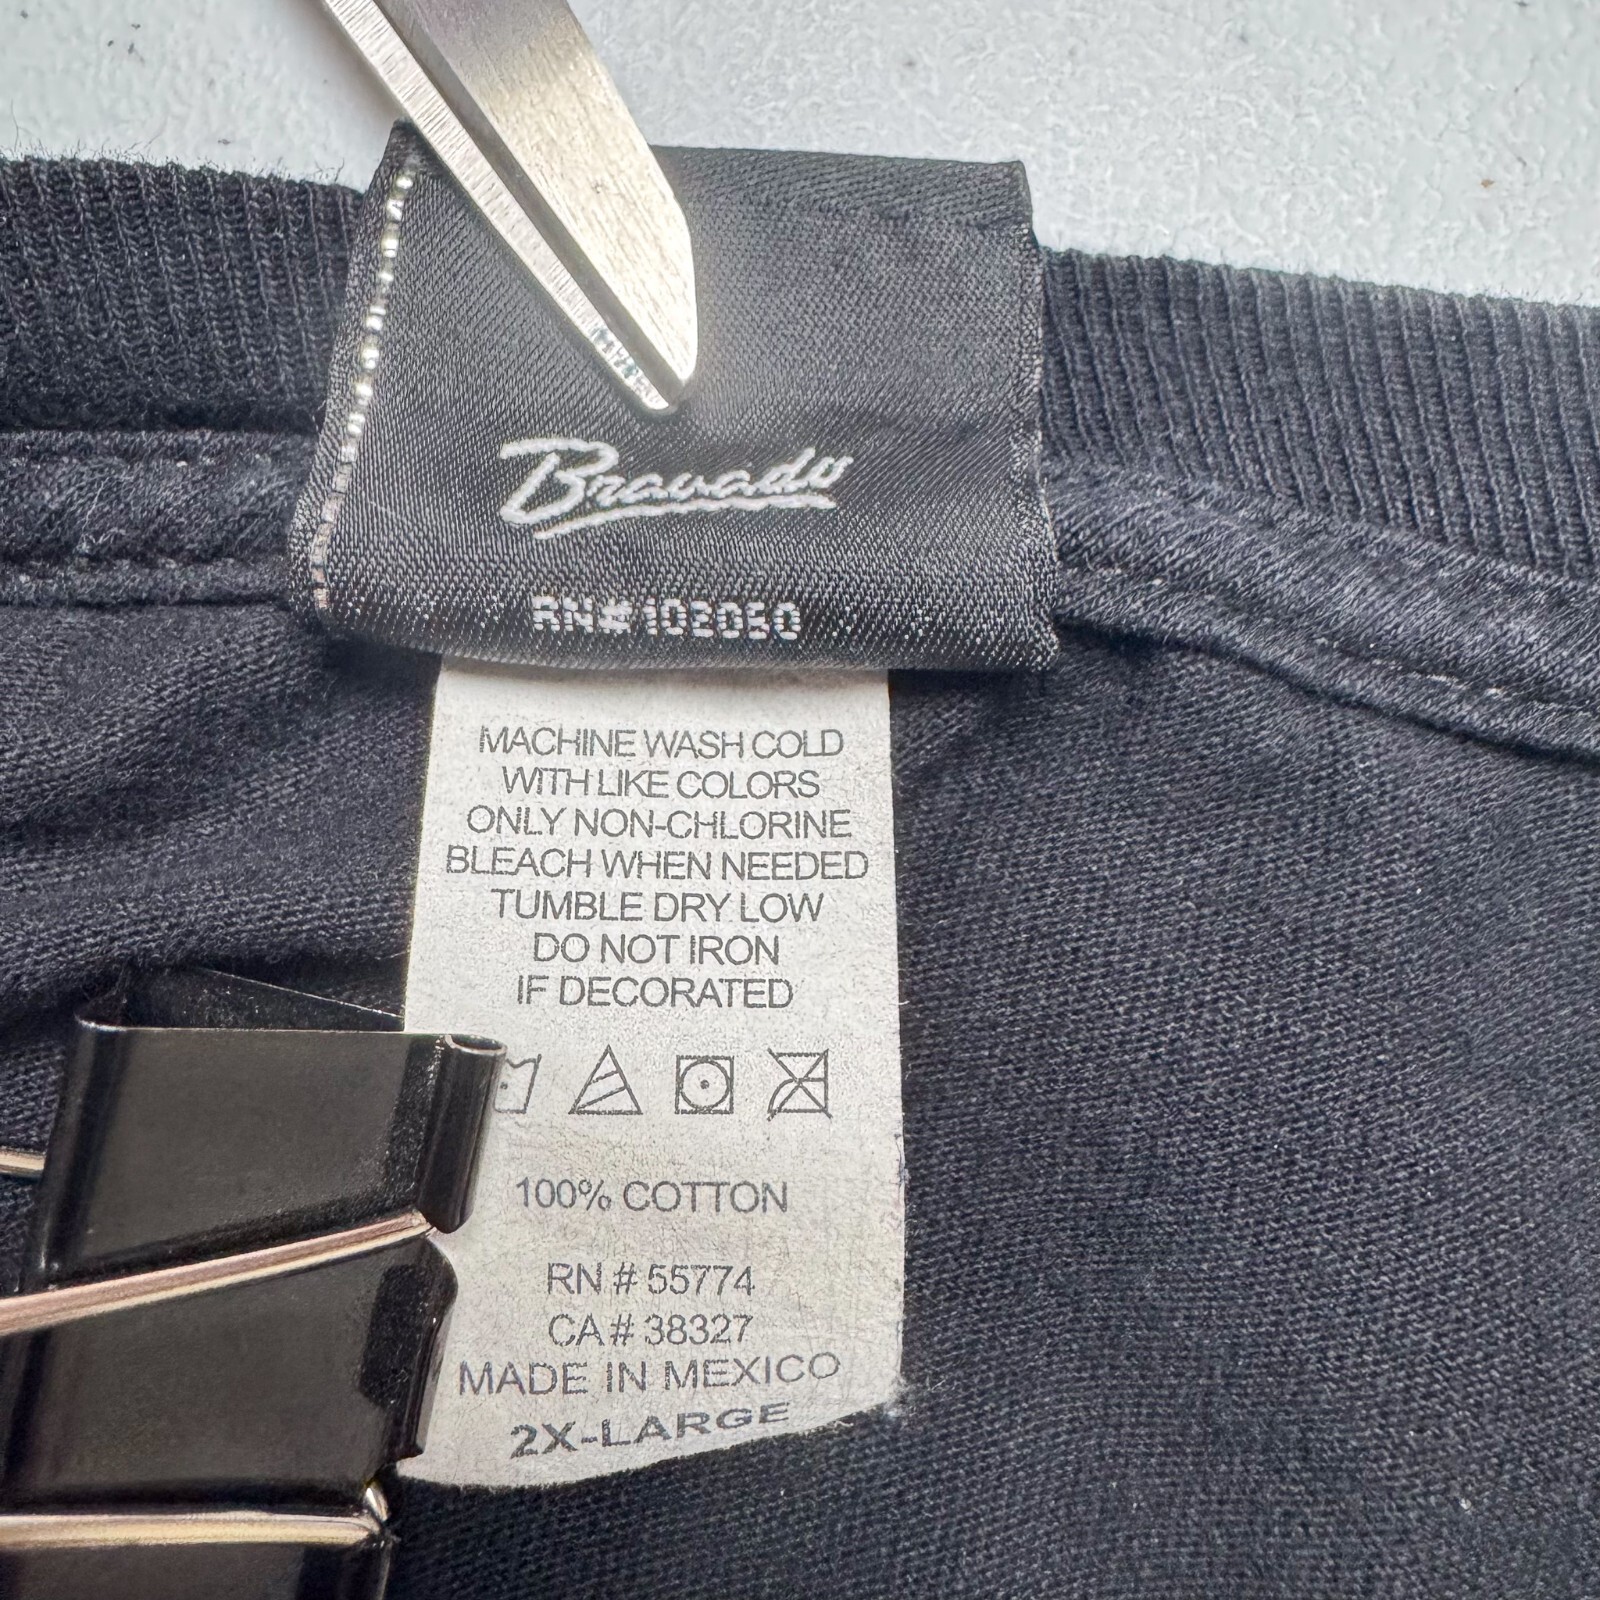 Bravado
RN#102050
MACHINE WASH COLD
WITH LIKE COLORS
ONLY NON-CHLORINE
BLEACH WHEN NEEDED
TUMBLE DRY LOW
DO NOT IRON
IF DECORATED
100% COTTON
RN # 55774
CA# 38327
MADE IN MEXICO
2X-LARGE